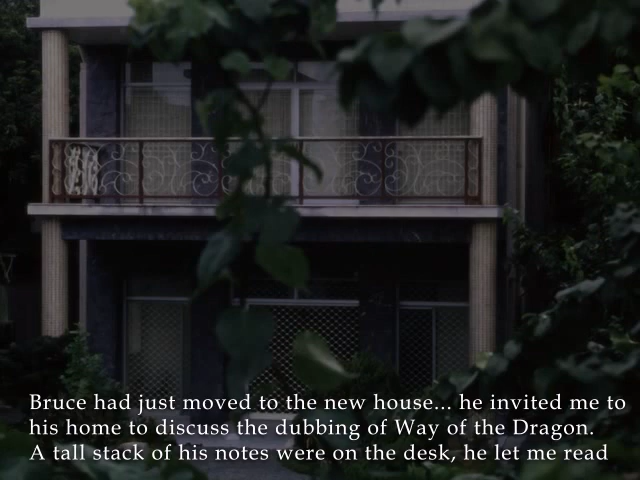 Bruce had just moved to the new house... he invited me to
his home to discuss the dubbing of Way of the Dragon.
A tall stack of his notes were on the desk, he let me read